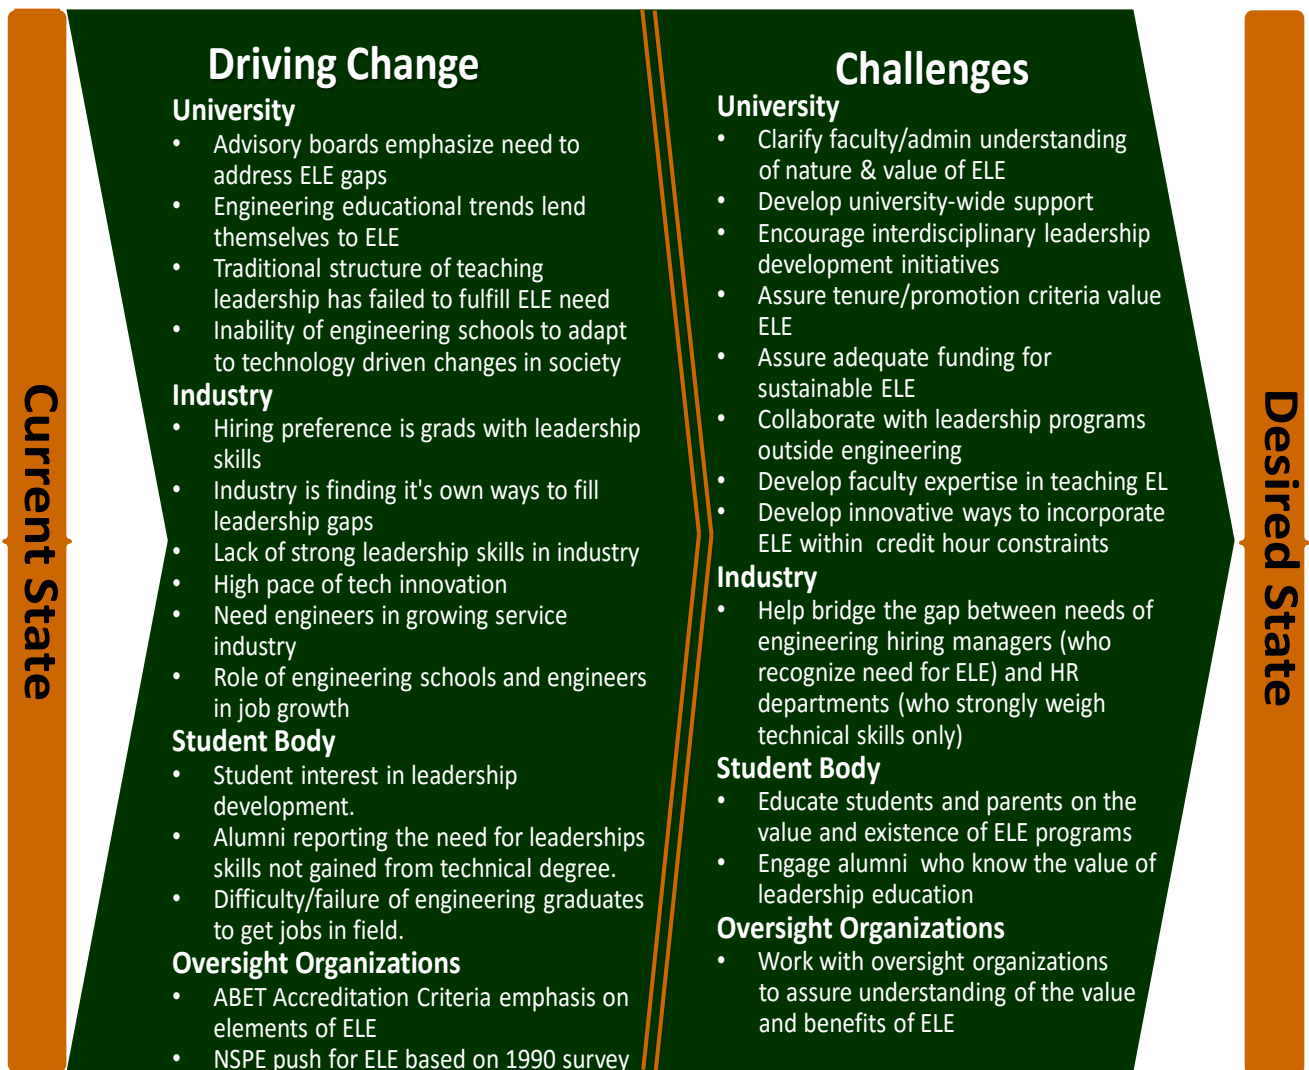 Current State
Driving Change
University
• Advisory boards emphasize need to
address ELE gaps
• Engineering educational trends lend
themselves to ELE
• Traditional structure of teaching
leadership has failed to fulfill ELE need
• Inability of engineering schools to adapt
to technology driven changes in society
Industry
• Hiring preference is grads with leadership
skills
• Industry is finding it's own ways to fill
leadership gaps
• Lack of strong leadership skills in industry
• High pace of tech innovation
• Need engineers in growing service
industry
• Role of engineering schools and engineers
in job growth
Student Body
• Student interest in leadership
development.
• Alumni reporting the need for leaderships
skills not gained from technical degree.
• Difficulty/failure of engineering graduates
to get jobs in field.
Oversight Organizations
• ABET Accreditation Criteria emphasis on
elements of ELE
• NSPE push for ELE based on 1990 survey
Challenges
University
• Clarify faculty/admin understanding
of nature & value of ELE
• Develop university-wide support
• Encourage interdisciplinary leadership
development initiatives
• Assure tenure/promotion criteria value
ELE
• Assure adequate funding for
sustainable ELE
• Collaborate with leadership programs
outside engineering
• Develop faculty expertise in teaching EL
• Develop innovative ways to incorporate
ELE within credit hour constraints
Industry
• Help bridge the gap between needs of
engineering hiring managers (who
recognize need for ELE) and HR
departments (who strongly weigh
technical skills only)
Student Body
• Educate students and parents on the
value and existence of ELE programs
• Engage alumni who know the value of
leadership education
Oversight Organizations
• Work with oversight organizations
to assure understanding of the value
and benefits of ELE
Desired State